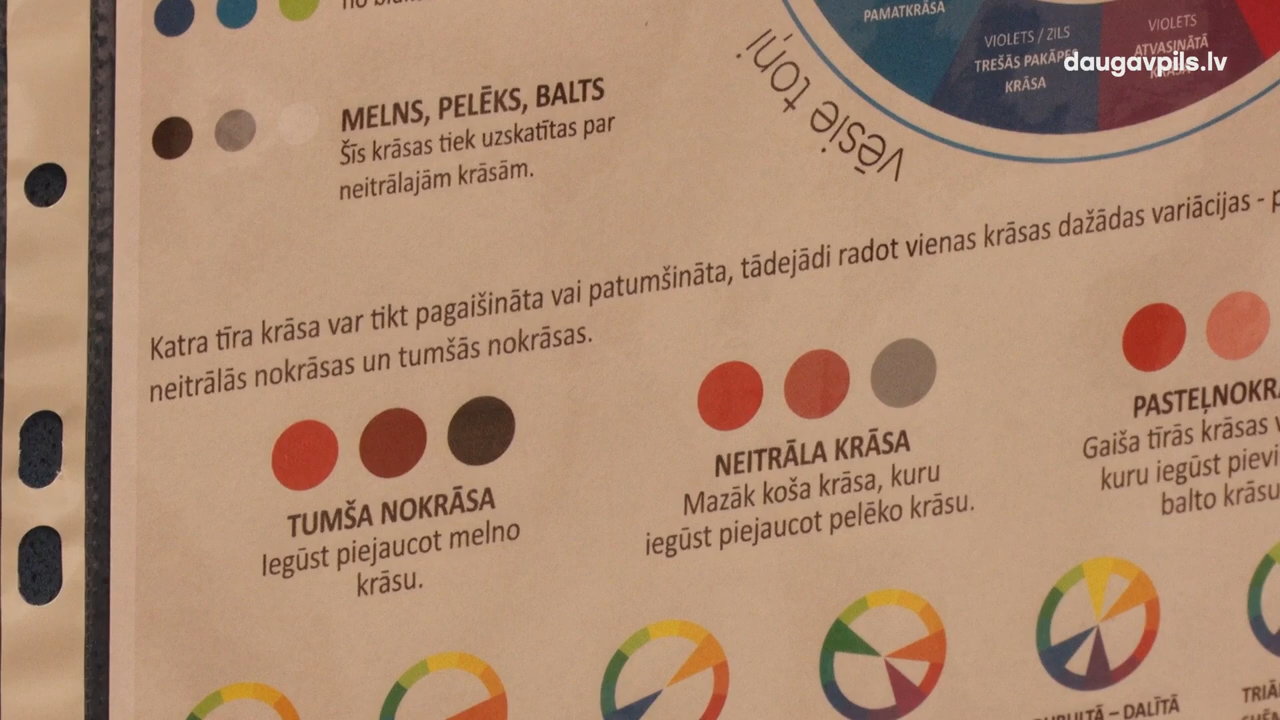 PAMATKRĀSA
VIOLETS / ZILS
TREŠĀS PAKĀPES
KRĀSA
VIOLETS
ATVASINĀTĀ
KRĀSA
daugavpils.lv
vēsie toņi
MELNS, PELĒKS, BALTS
Šīs krāsas tiek uzskatītas par
neitrālajām krāsām.
Katra tīra krāsa var tikt pagaišināta vai patumšināta, tādejādi radot vienas krāsas dažādas variācijas -
neitrālās nokrāsas un tumšās nokrāsas.
TUMŠA NOKRĀSA
Iegūst piejaucot melno
krāsu.
NEITRĀLA KRĀSA
Mazāk koša krāsa, kuru
iegūst piejaucot pelēko krāsu.
PASTEĻNOKRĀ
Gaiša tīrās krāsas
kuru iegūst pievi
balto krāsu
– DALĪTĀ